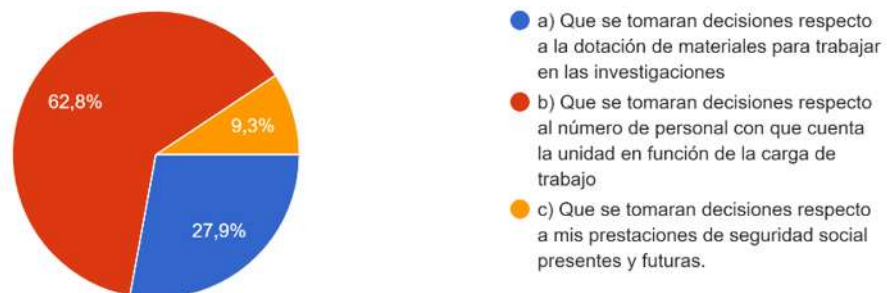 62,8%
9,3%
27,9%
a) Que se tomaran decisiones respecto
a la dotación de materiales para trabajar
en las investigaciones
b) Que se tomaran decisiones respecto
al número de personal con que cuenta
la unidad en función de la carga de
trabajo
c) Que se tomaran decisiones respecto
a mis prestaciones de seguridad social
presentes y futuras.